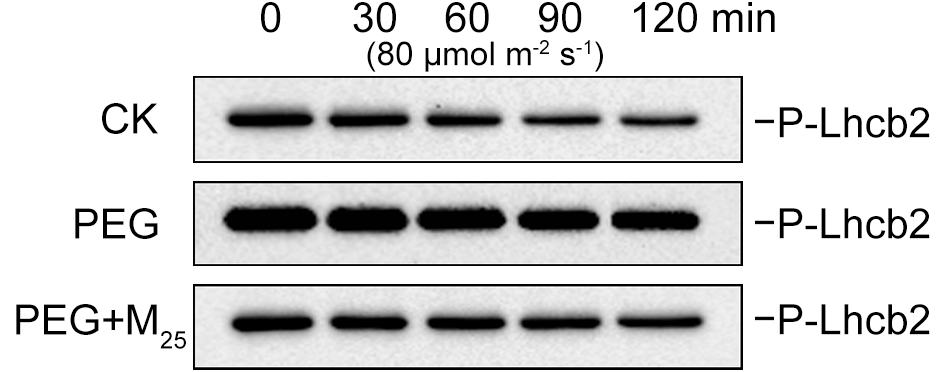 0 30 60 90 120 min
(80 µmol m⁻² s⁻¹)
CK −P-Lhcb2
PEG −P-Lhcb2
PEG+M₂₅ −P-Lhcb2